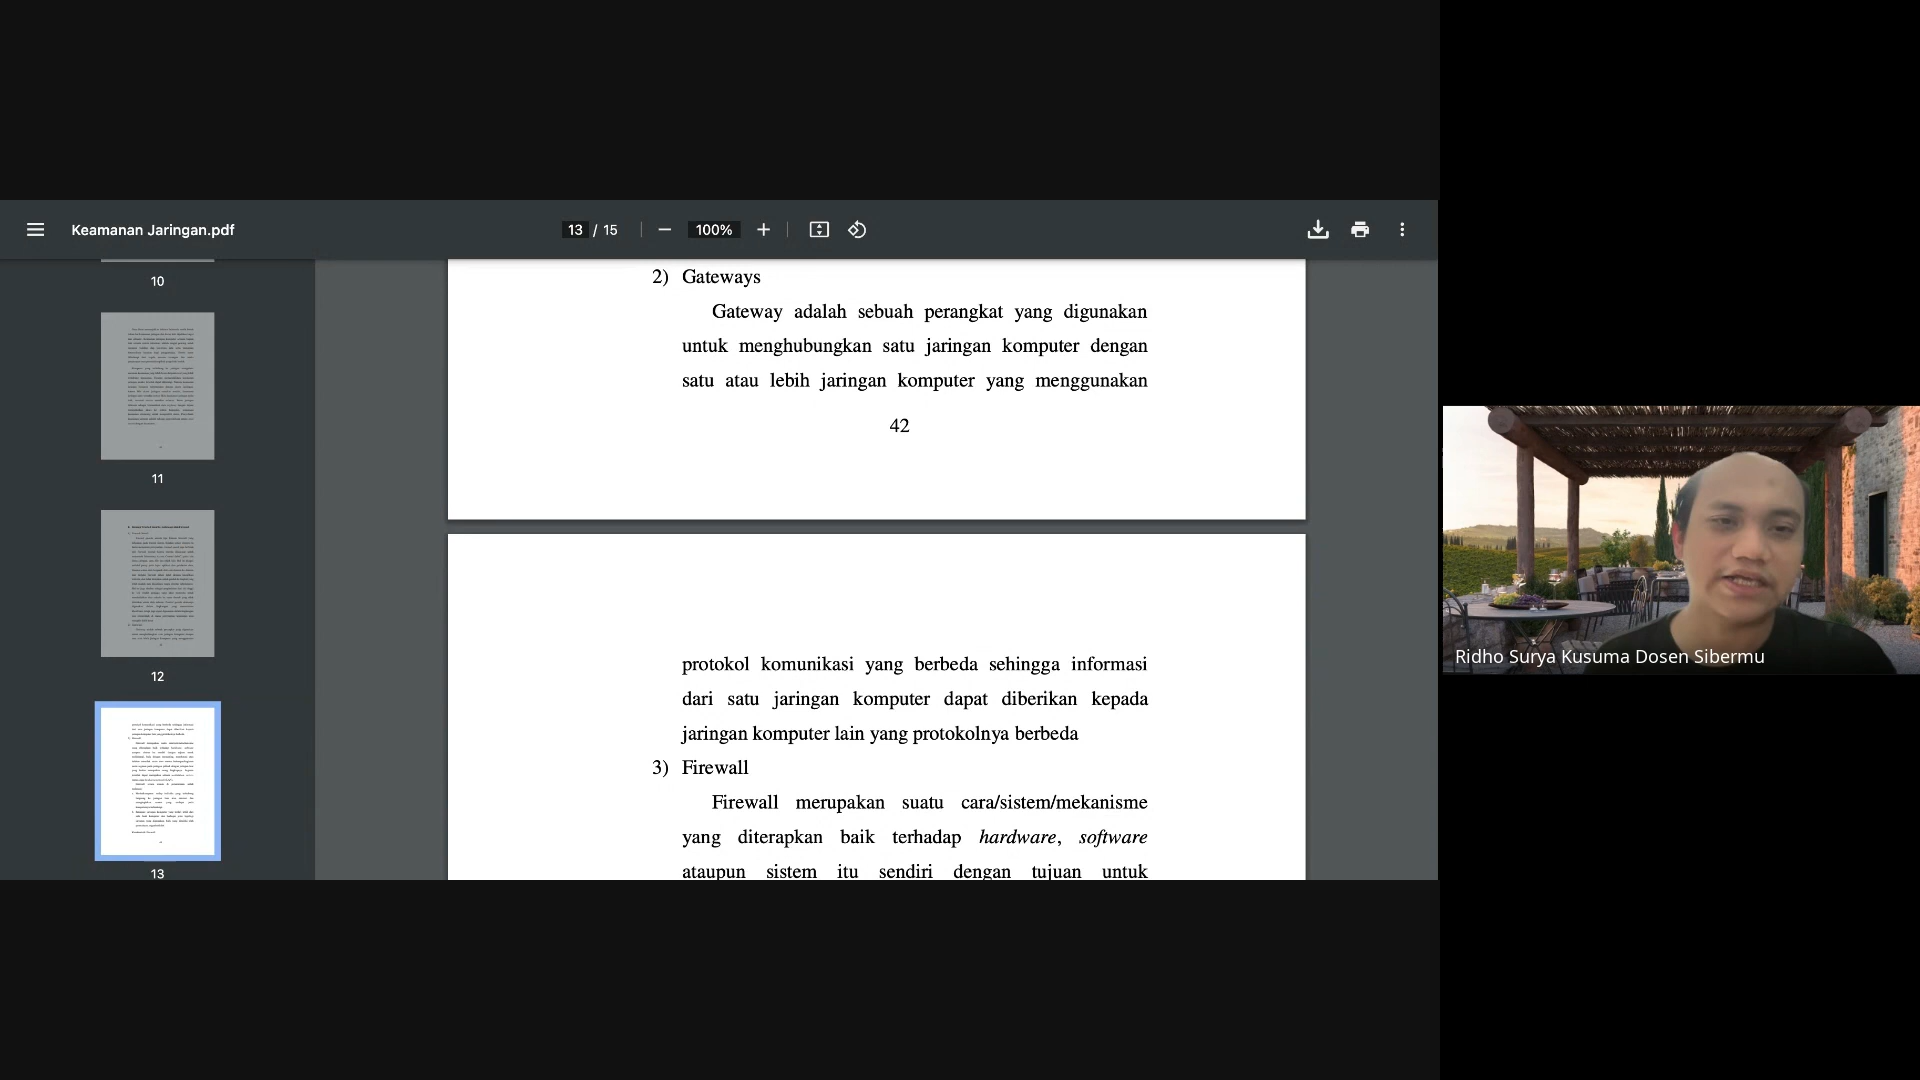 Keamanan Jaringan.pdf
13 / 15
100%
10
11
12
13
2) Gateways
Gateway adalah sebuah perangkat yang digunakan
untuk menghubungkan satu jaringan komputer dengan
satu atau lebih jaringan komputer yang menggunakan
42
protokol komunikasi yang berbeda sehingga informasi
dari satu jaringan komputer dapat diberikan kepada
jaringan komputer lain yang protokolnya berbeda
3) Firewall
Firewall merupakan suatu cara/sistem/mekanisme
yang diterapkan baik terhadap hardware, software
ataupun sistem itu sendiri dengan tujuan untuk
Ridho Surya Kusuma Dosen Sibermu